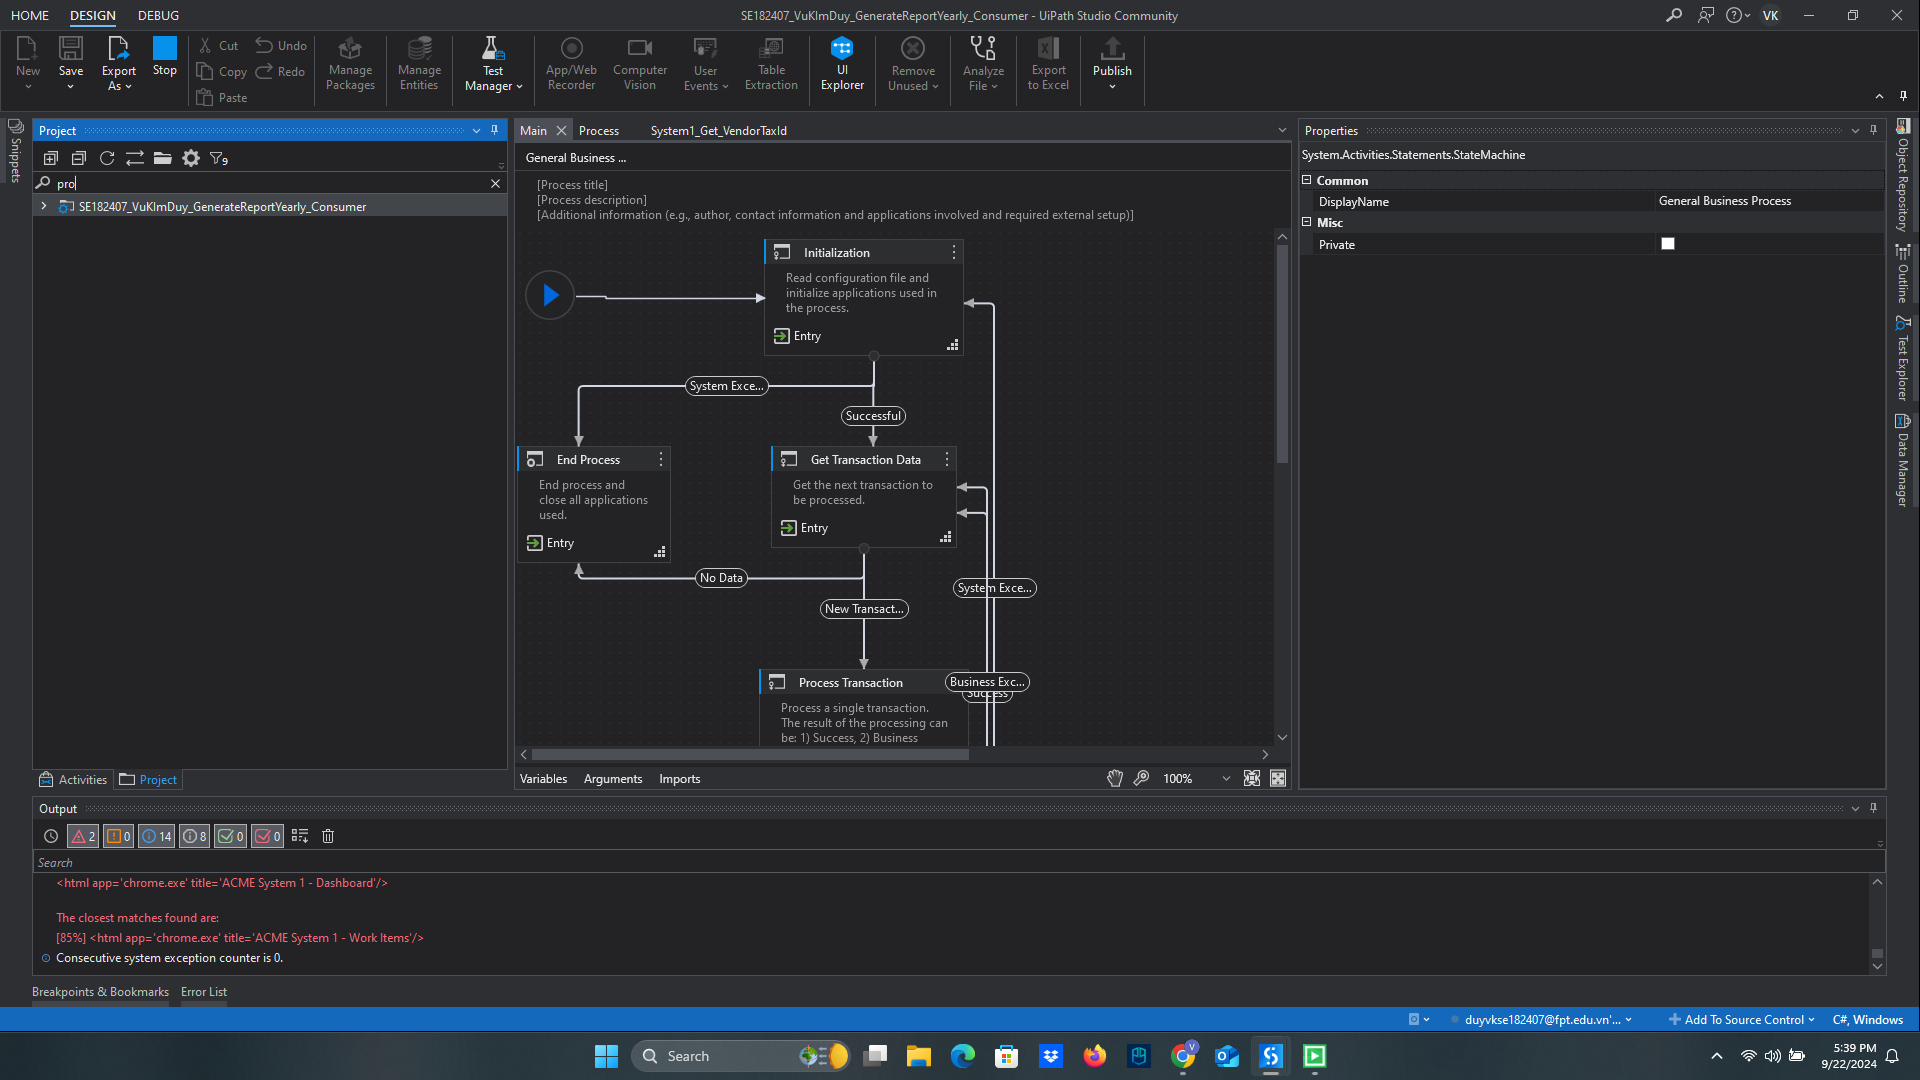 HOME
DESIGN
DEBUG
SE182407_VuKImDuy_GenerateReportYearly_Consumer - UiPath Studio Community
VK
New
Save
Export As
Stop
Cut
Copy
Paste
Undo
Redo
Manage Packages
Manage Entities
Test Manager
App/Web Recorder
Computer Vision
User Events
Table Extraction
UI Explorer
Remove Unused
Analyze File
Export to Excel
Publish
Snippets
Project
9
pro
SE182407_VuKImDuy_GenerateReportYearly_Consumer
Activities
Project
Main
Process
System1_Get_VendorTaxId
General Business ...
[Process title]
[Process description]
[Additional information (e.g., author, contact information and applications involved and required external setup)]
Initialization
Read configuration file and
initialize applications used in
the process.
Entry
System Exce...
Successful
End Process
End process and
close all applications
used.
Entry
Get Transaction Data
Get the next transaction to
be processed.
Entry
No Data
System Exce...
New Transact...
Process Transaction
Business Exc...
Success
Process a single transaction.
The result of the processing can
be: 1) Success, 2) Business
Variables
Arguments
Imports
100%
Properties
System.Activities.Statements.StateMachine
Common
DisplayName
General Business Process
Misc
Private
Object Repository
Outline
Test Explorer
Data Manager
Output
2
0
14
8
0
0
Search
<html app='chrome.exe' title='ACME System 1 - Dashboard'/>
The closest matches found are:
[85%] <html app='chrome.exe' title='ACME System 1 - Work Items'/>
Consecutive system exception counter is 0.
Breakpoints & Bookmarks
Error List
duyvkse182407@fpt.edu.vn'...
Add To Source Control
C#, Windows
Search
V
5:39 PM
9/22/2024